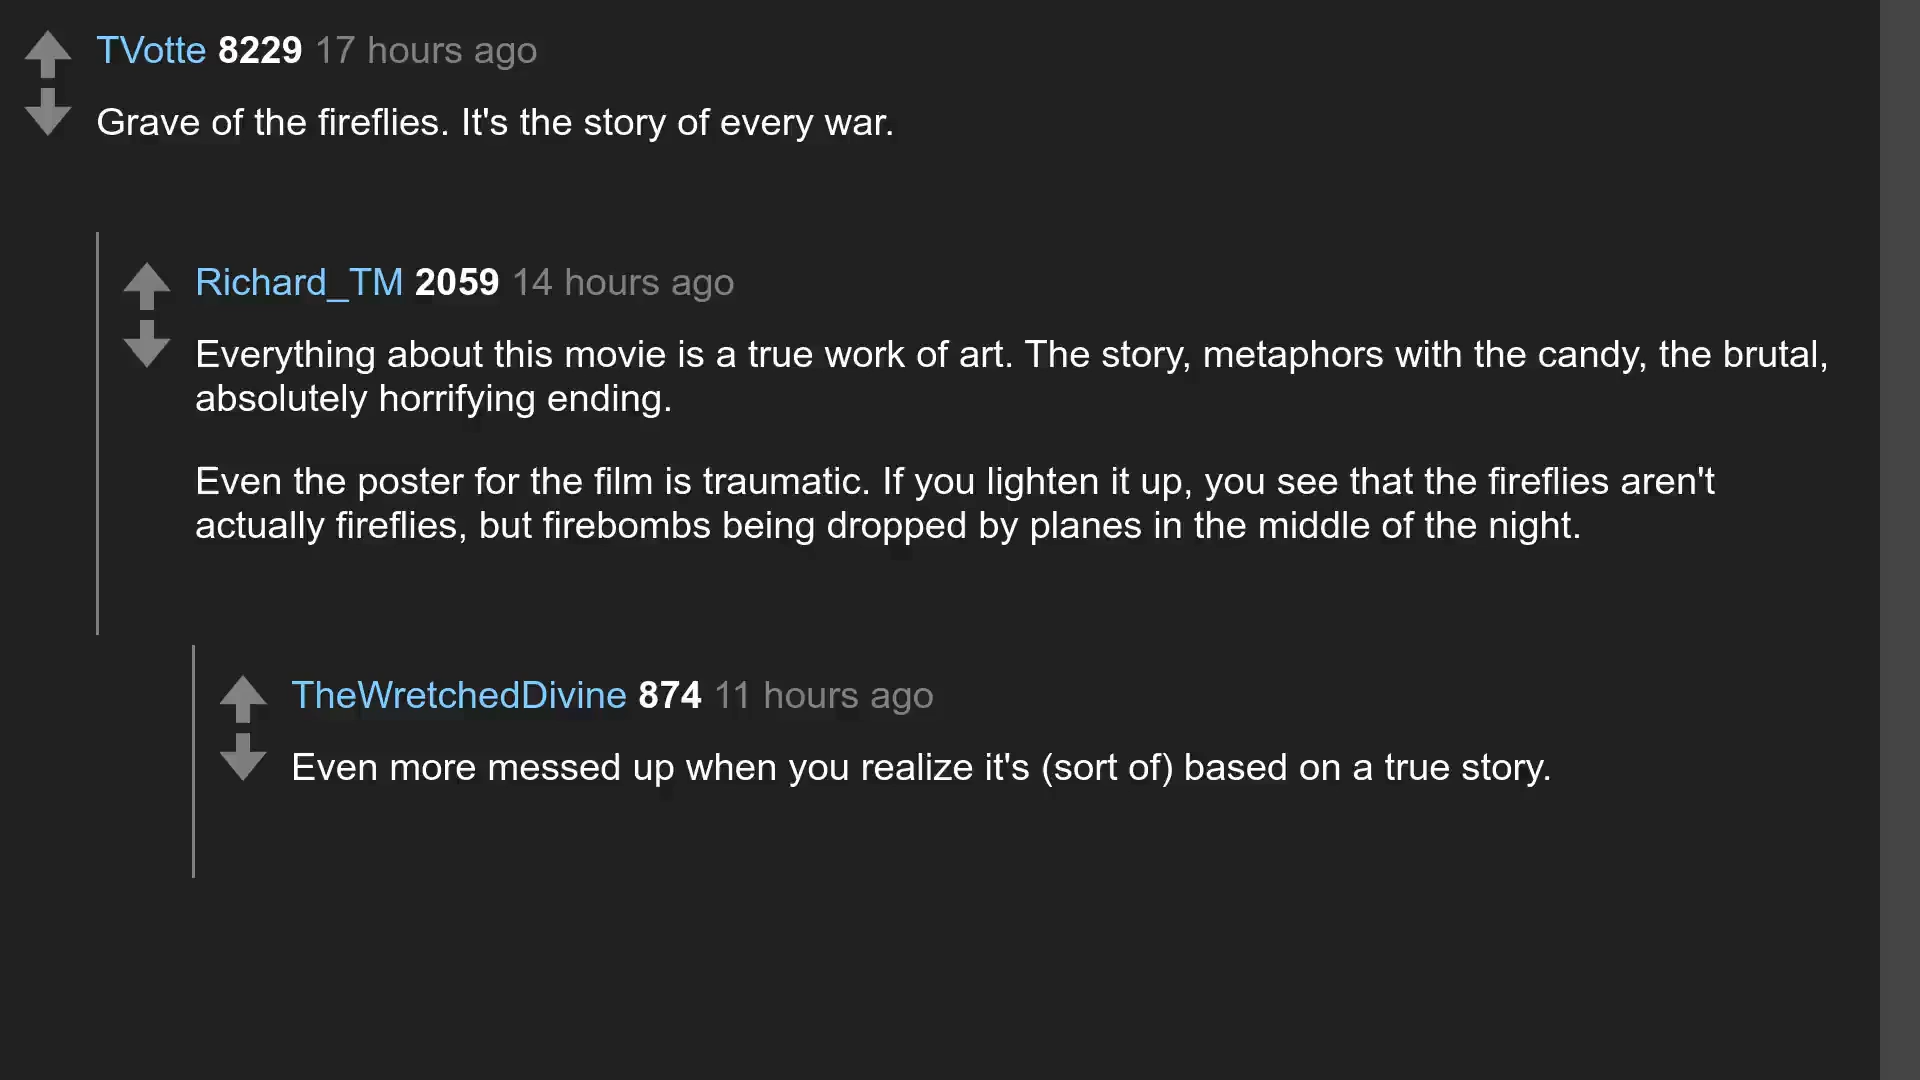 TVotte 8229 17 hours ago
Grave of the fireflies. It's the story of every war.
Richard_TM 2059 14 hours ago
Everything about this movie is a true work of art. The story, metaphors with the candy, the brutal,
absolutely horrifying ending.
Even the poster for the film is traumatic. If you lighten it up, you see that the fireflies aren't
actually fireflies, but firebombs being dropped by planes in the middle of the night.
TheWretchedDivine 874 11 hours ago
Even more messed up when you realize it's (sort of) based on a true story.